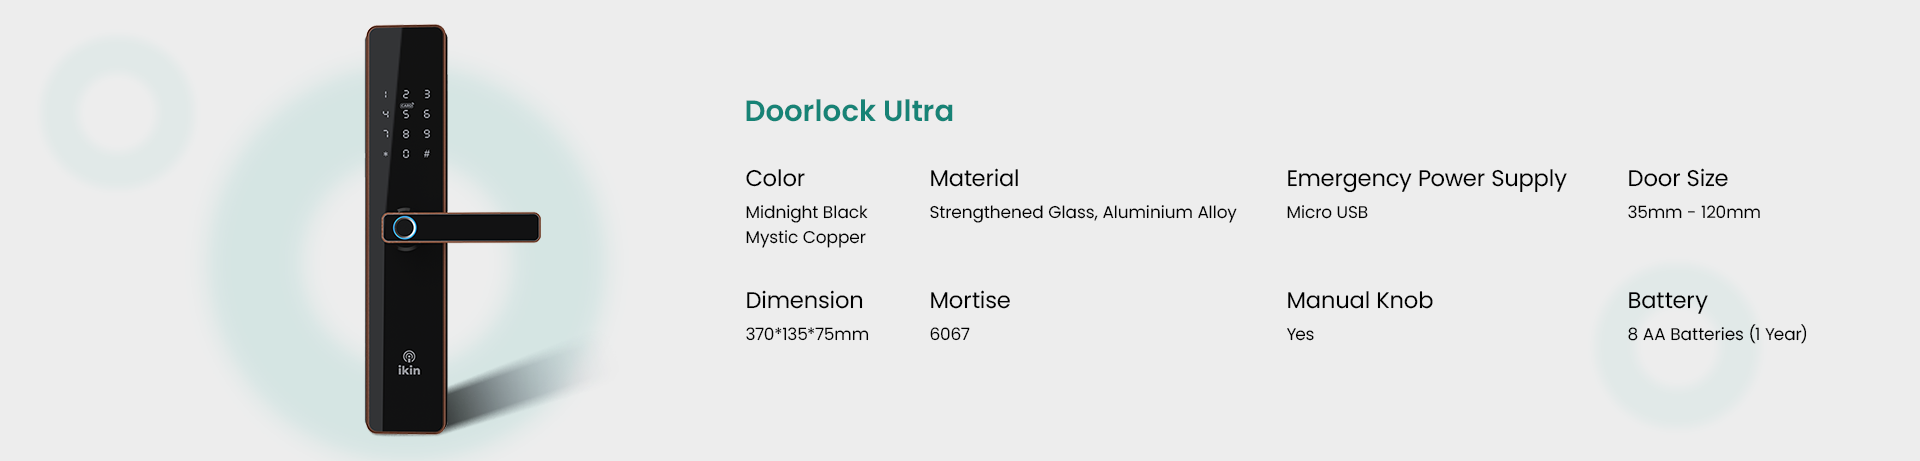 1 2 3
4 5 6
7 8 9
* 0 #
ikin
Doorlock Ultra
Color
Midnight Black
Mystic Copper
Material
Strengthened Glass, Aluminium Alloy
Emergency Power Supply
Micro USB
Door Size
35mm - 120mm
Dimension
370*135*75mm
Mortise
6067
Manual Knob
Yes
Battery
8 AA Batteries (1 Year)